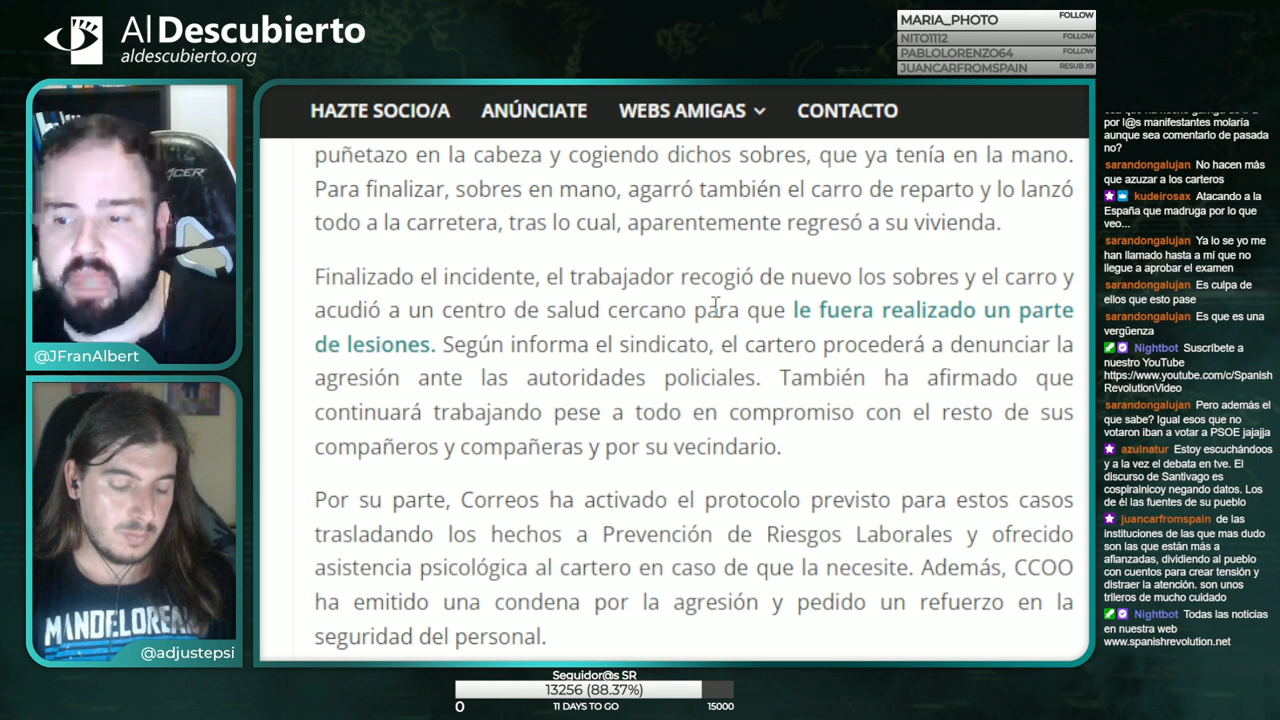 Al Descubierto
aldescubierto.org
MARIA_PHOTO FOLLOW
NITO1112 FOLLOW
PABLOLORENZO64 FOLLOW
JUANCARFROMSPAIN RESUB X9
ACER
@JFranAlbert
MANDELOREAN
@adjustepsi
HAZTE SOCIO/A ANÚNCIATE WEBS AMIGAS CONTACTO
puñetazo en la cabeza y cogiendo dichos sobres, que ya tenía en la mano.
Para finalizar, sobres en mano, agarró también el carro de reparto y lo lanzó
todo a la carretera, tras lo cual, aparentemente regresó a su vivienda.
Finalizado el incidente, el trabajador recogió de nuevo los sobres y el carro y
acudió a un centro de salud cercano para que le fuera realizado un parte
de lesiones. Según informa el sindicato, el cartero procederá a denunciar la
agresión ante las autoridades policiales. También ha afirmado que
continuará trabajando pese a todo en compromiso con el resto de sus
compañeros y compañeras y por su vecindario.
Por su parte, Correos ha activado el protocolo previsto para estos casos
trasladando los hechos a Prevención de Riesgos Laborales y ofrecido
asistencia psicológica al cartero en caso de que la necesite. Además, CCOO
ha emitido una condena por la agresión y pedido un refuerzo en la
seguridad del personal.
por l@s manifestantes molaría
aunque sea comentarlo de pasada
no?
sarandongalujan No hacen más
que azuzar a los carteros
kudeirosax Atacando a la
España que madruga por lo que
veo...
sarandongalujan Ya lo se yo me
han llamado hasta a mí que no
llegue a aprobar el examen
sarandongalujan Es culpa de
ellos que esto pase
sarandongalujan Es que es una
vergüenza
Nightbot Suscríbete a
nuestro YouTube
https://www.youtube.com/c/Spanish
RevolutionVideo
sarandongalujan Pero además el
que sabe? Igual esos que no
votaron iban a votar a PSOE jajajja
azuinatur Estoy escuchándoos
y a la vez el debata en tve. El
discurso de Santivago es
cospirainicoy negando datos. Los
de él las fuentes de su pueblo
juancarfromspain de las
instituciones de las que mas dudo
son las que están más a
afianzadas, dividiendo al pueblo
con cuentos para crear tensión y
distraer la atención. son unos
trileros de mucho cuidado
Nightbot Todas las noticias
en nuestra web
www.spanishrevolution.net
Seguidor@s SR
13256 (88.37%)
0 11 DAYS TO GO 15000